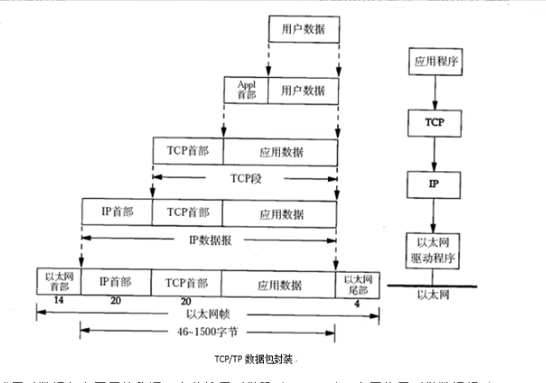 用户数据
Appl
首部
用户数据
应用程序
TCP首部
应用数据
TCP
TCP段
IP首部
TCP首部
应用数据
IP
IP数据报
以太网
驱动程序
以太网
首部
IP首部
TCP首部
应用数据
以太网
尾部
14
20
20
4
以太网
以太网帧
46~1500字节
TCP/TP 数据包封装